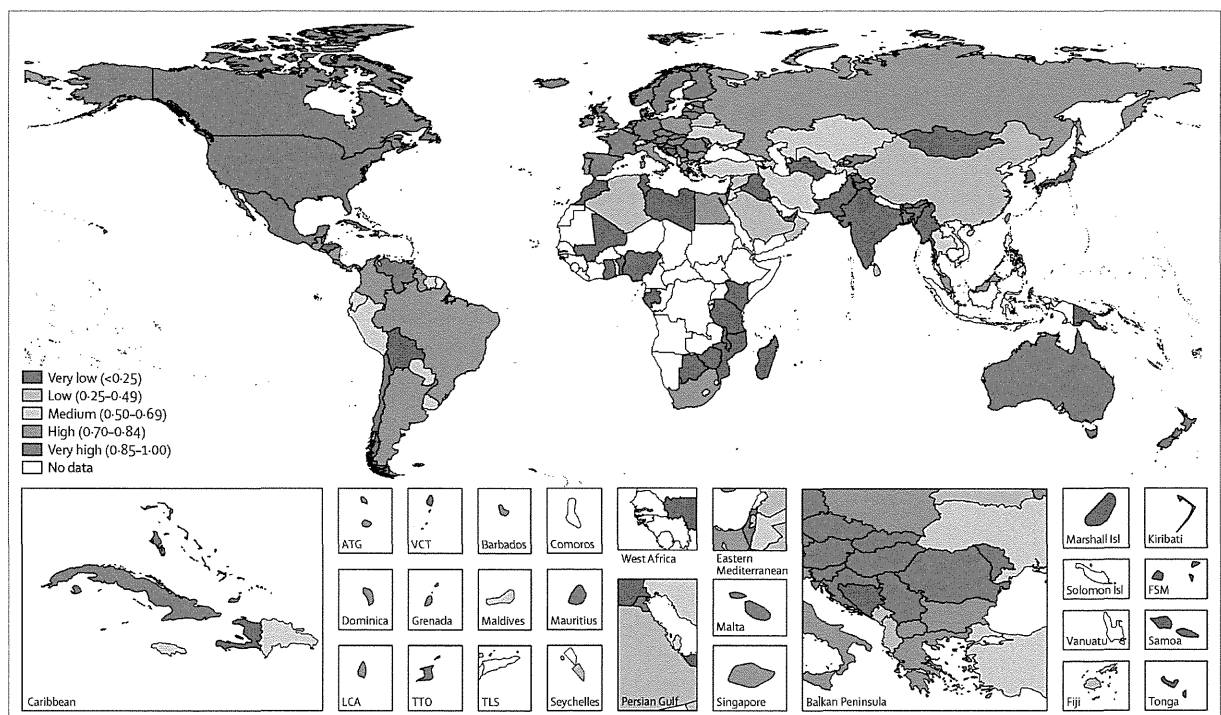 Very low (<0·25)
Low (0·25–0·49)
Medium (0·50–0·69)
High (0·70–0·84)
Very high (0·85–1·00)
No data
Caribbean
ATG
VCT
Barbados
Comoros
Dominica
Grenada
Maldives
Mauritius
LCA
TTO
TLS
Seychelles
West Africa
Eastern
Mediterranean
Persian Gulf
Malta
Singapore
Balkan Peninsula
Marshall Isl
Kiribati
Solomon Isl
FSM
Vanuatu
Samoa
Fiji
Tonga